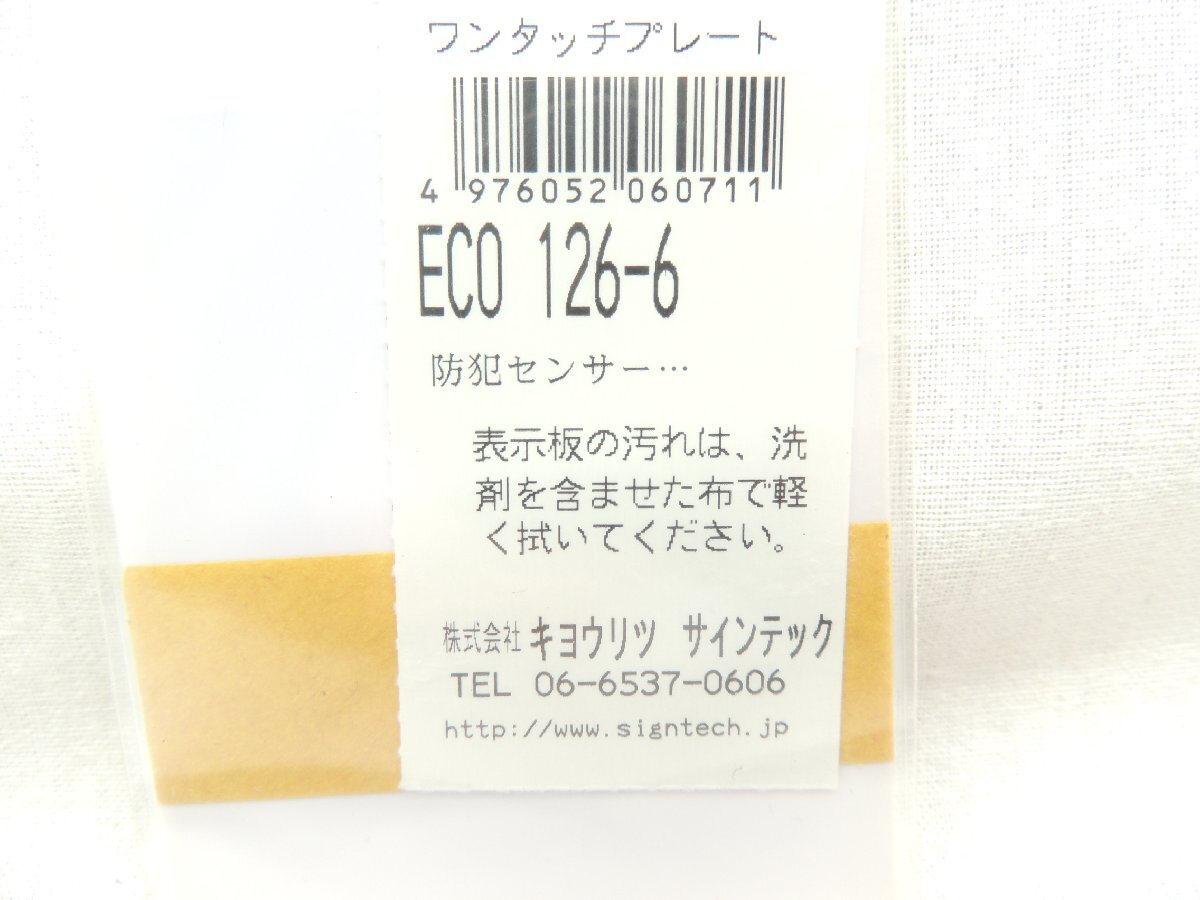 ワンタッチプレート
4 976052 060711
ECO 126-6
防犯センサー…
表示板の汚れは、洗
剤を含ませた布で軽
く拭いてください。
株式会社 キョウリツ サインテック
TEL 06-6537-0606
http://www.signtech.jp